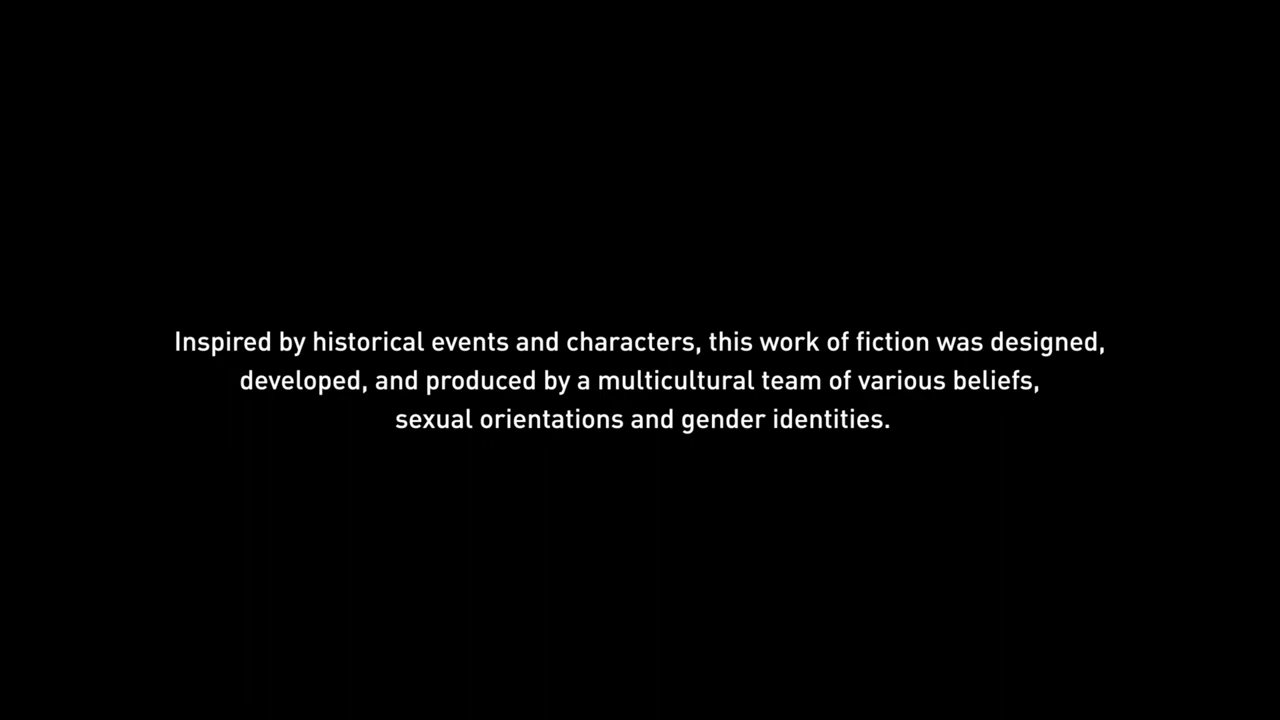 Inspired by historical events and characters, this work of fiction was designed,
developed, and produced by a multicultural team of various beliefs,
sexual orientations and gender identities.